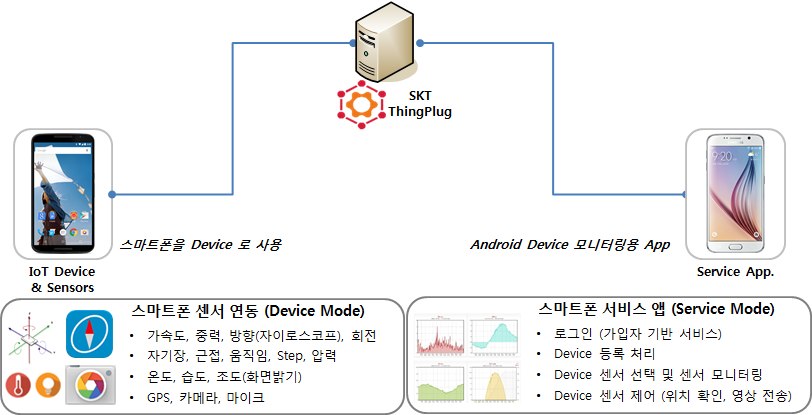 SKT
ThingPlug
스마트폰을 Device 로 사용
Android Device 모니터링용 App
IoT Device
& Sensors
Service App.
스마트폰 센서 연동 (Device Mode)
• 가속도, 중력, 방향(자이로스코프), 회전
• 자기장, 근접, 움직임, Step, 압력
• 온도, 습도, 조도(화면밝기)
• GPS, 카메라, 마이크
스마트폰 서비스 앱 (Service Mode)
• 로그인 (가입자 기반 서비스)
• Device 등록 처리
• Device 센서 선택 및 센서 모니터링
• Device 센서 제어 (위치 확인, 영상 전송)